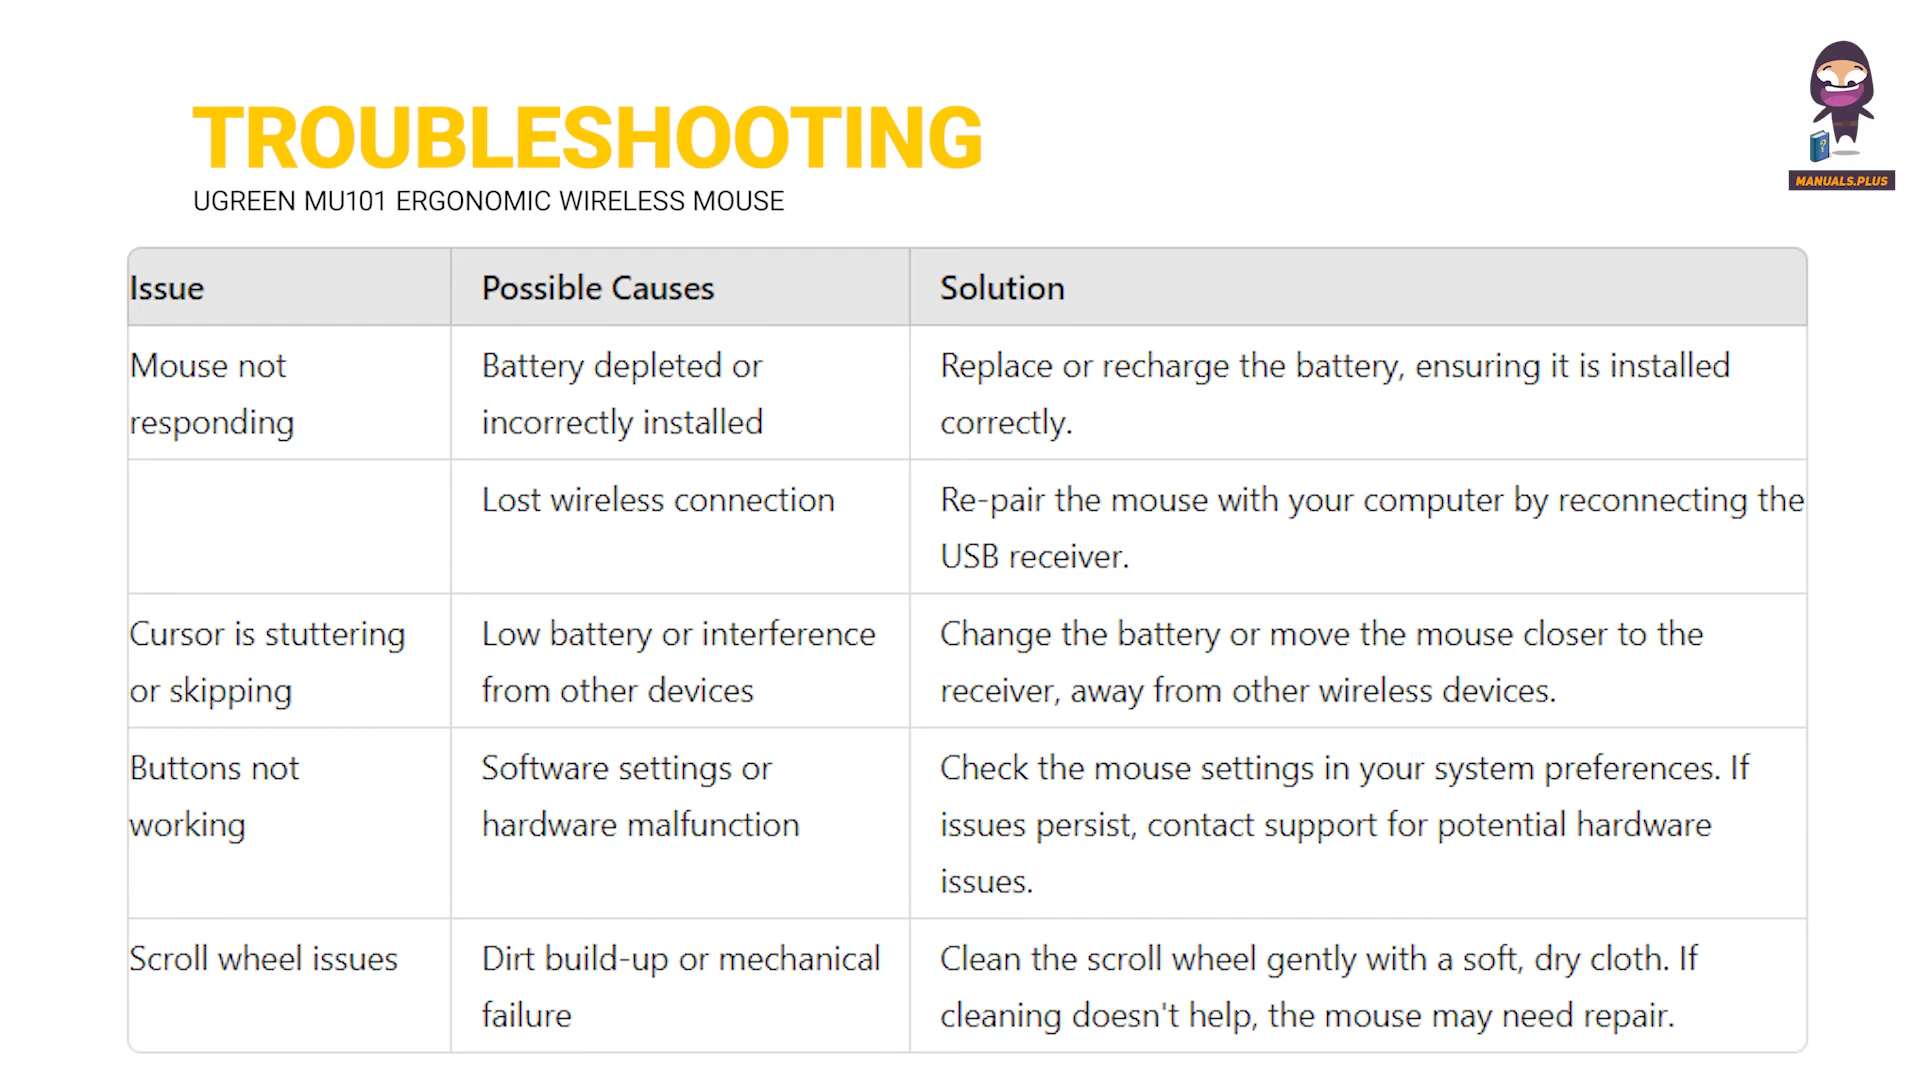 TROUBLESHOOTING
UGREEN MU101 ERGONOMIC WIRELESS MOUSE
?
MANUALS.PLUS
Issue
Possible Causes
Solution
Mouse not
responding
Battery depleted or
incorrectly installed
Replace or recharge the battery, ensuring it is installed
correctly.
Lost wireless connection
Re-pair the mouse with your computer by reconnecting the
USB receiver.
Cursor is stuttering
or skipping
Low battery or interference
from other devices
Change the battery or move the mouse closer to the
receiver, away from other wireless devices.
Buttons not
working
Software settings or
hardware malfunction
Check the mouse settings in your system preferences. If
issues persist, contact support for potential hardware
issues.
Scroll wheel issues
Dirt build-up or mechanical
failure
Clean the scroll wheel gently with a soft, dry cloth. If
cleaning doesn't help, the mouse may need repair.